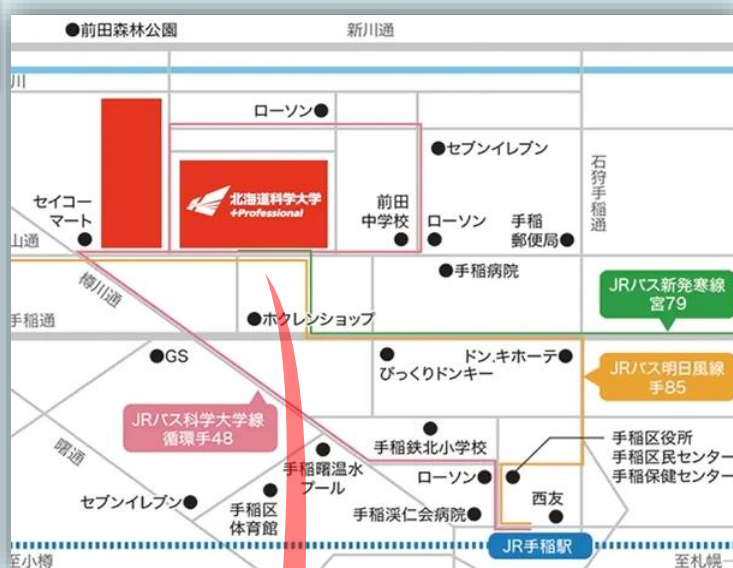 ●前田森林公園
新川通
川
ローソン●
●セブンイレブン
石狩手稲通
北海道科学大学
+Professional
セイコー
マート
前田
中学校
ローソン
手稲
郵便局●
山通
●手稲病院
樽川通
JRバス新発寒線
宮79
手稲通
●ホクレンショップ
●GS
びっくりドンキー
ドン.キホーテ●
JRバス明日風線
手85
JRバス科学大学線
循環手48
手稲鉄北小学校
手稲区役所
手稲区民センター
手稲保健センター
曙通
手稲曙温水
プール
ローソン●
セブンイレブン●
手稲区
体育館
手稲渓仁会病院●
西友
JR手稲駅
至小樽
至札幌